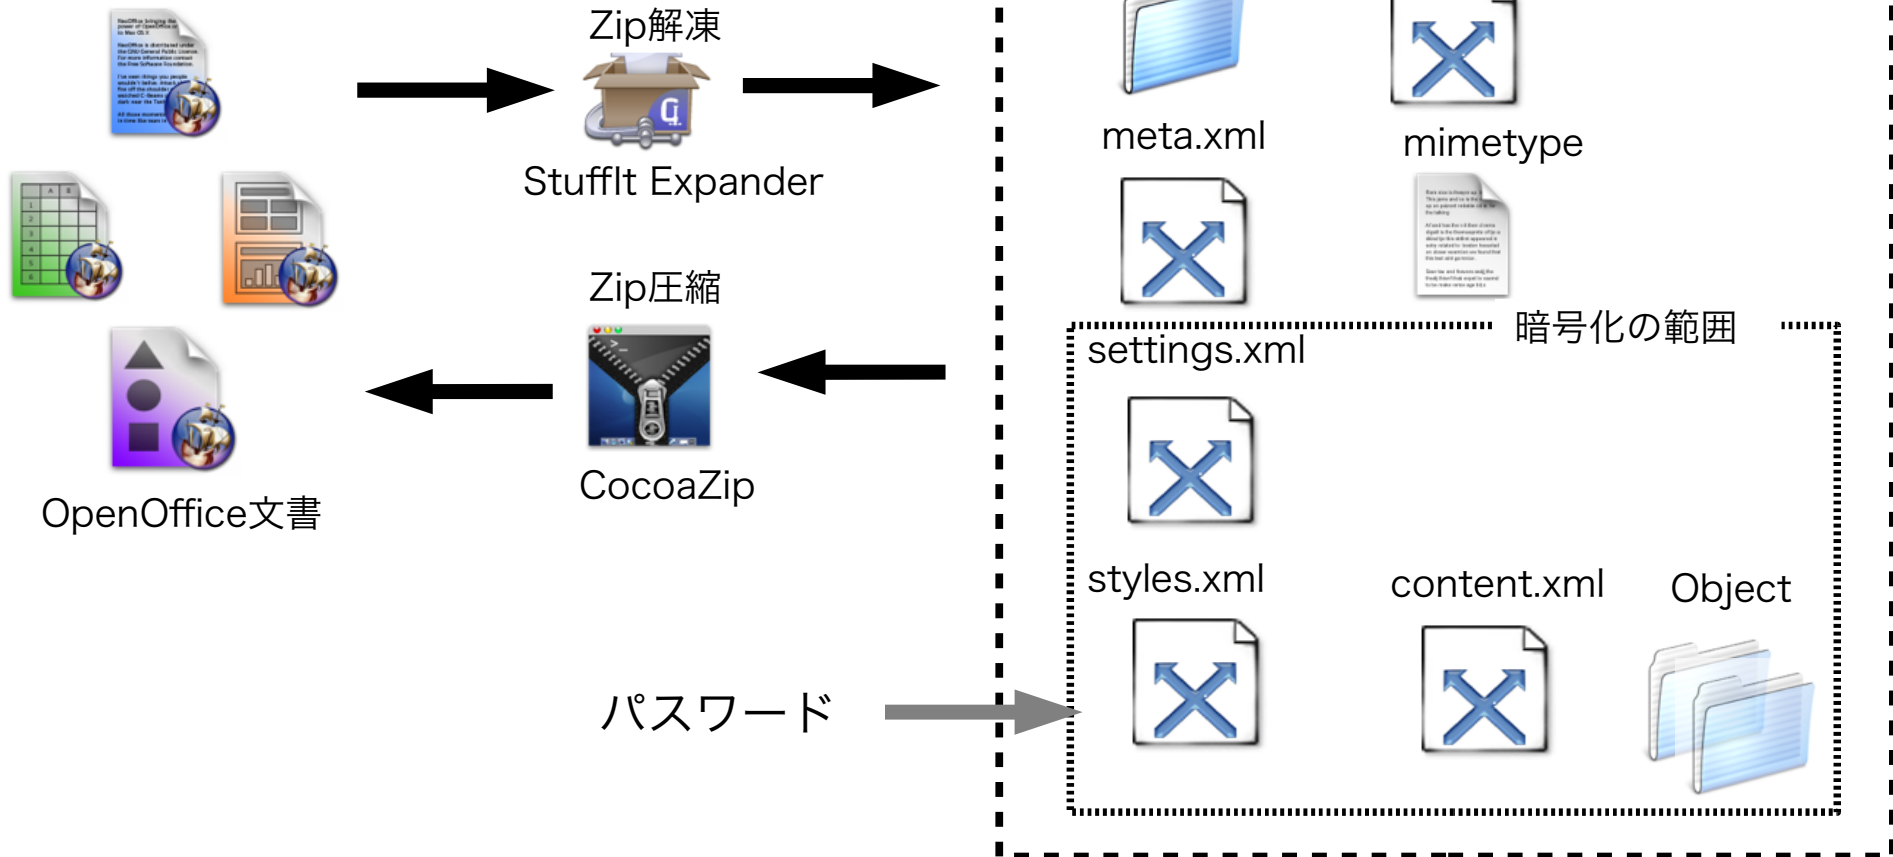 Zip解凍
StuffIt Expander
Zip圧縮
CocoaZip
OpenOffice文書
パスワード
meta.xml
mimetype
暗号化の範囲
settings.xml
styles.xml
content.xml
Object